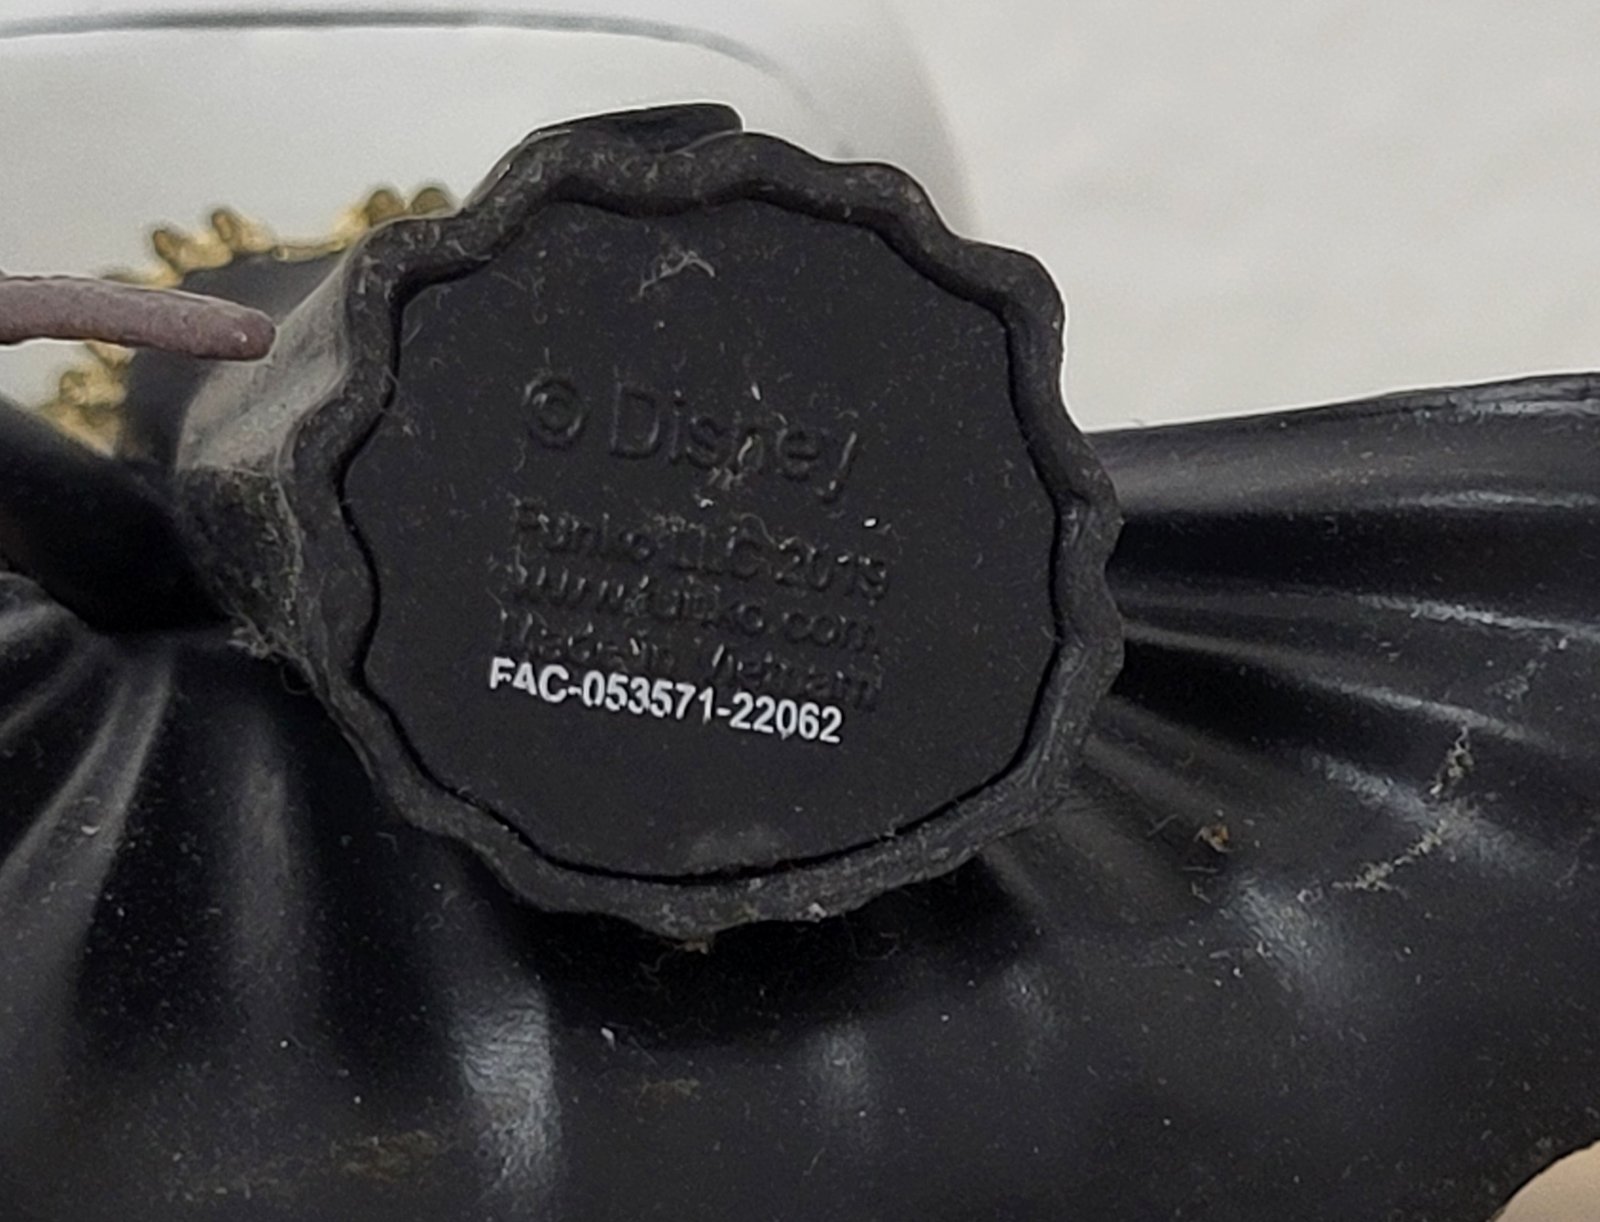 © Disney
Funko LLC 2019
www.funko.com
Made in Vietnam
FAC-053571-22062